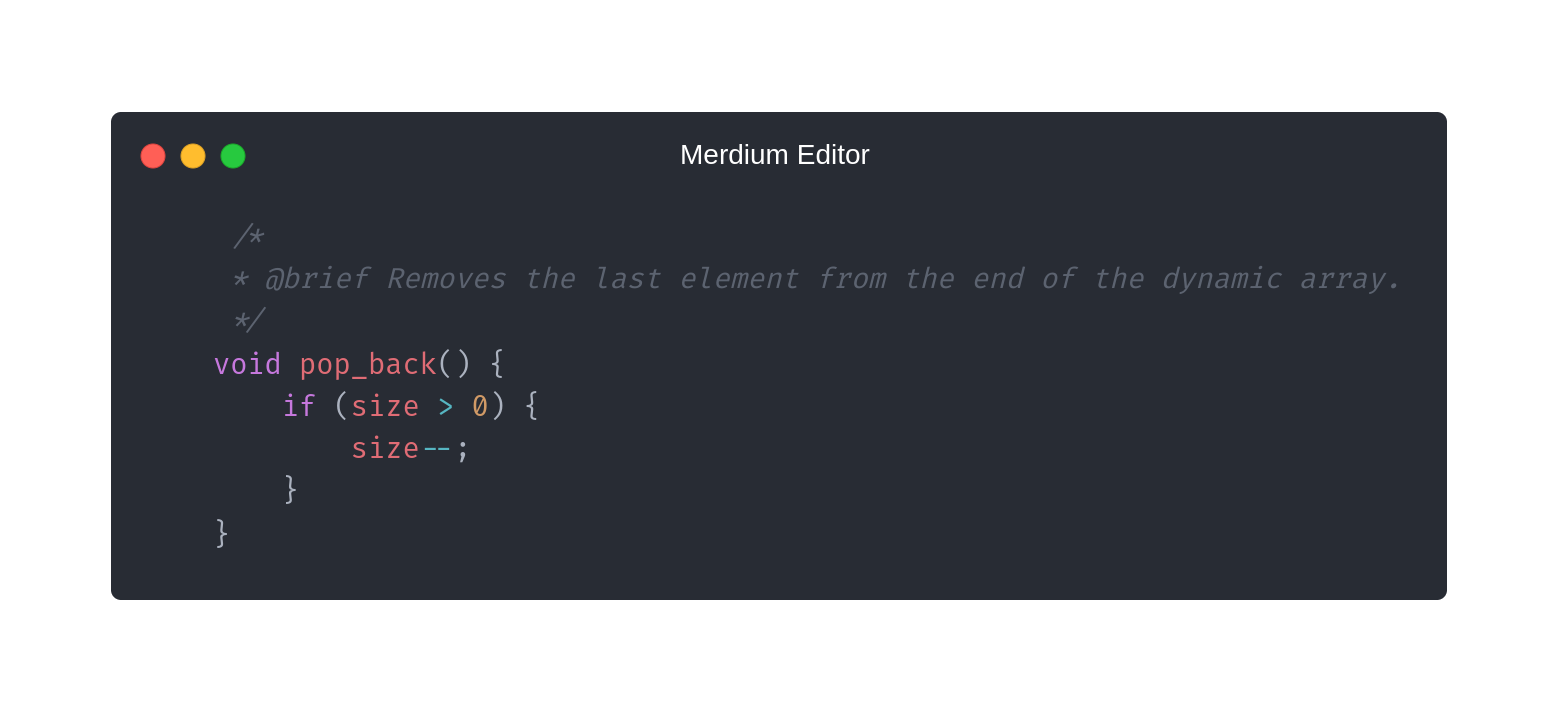 Merdium Editor
/*
* @brief Removes the last element from the end of the dynamic array.
*/
void pop_back() {
if (size > 0) {
size--;
}
}